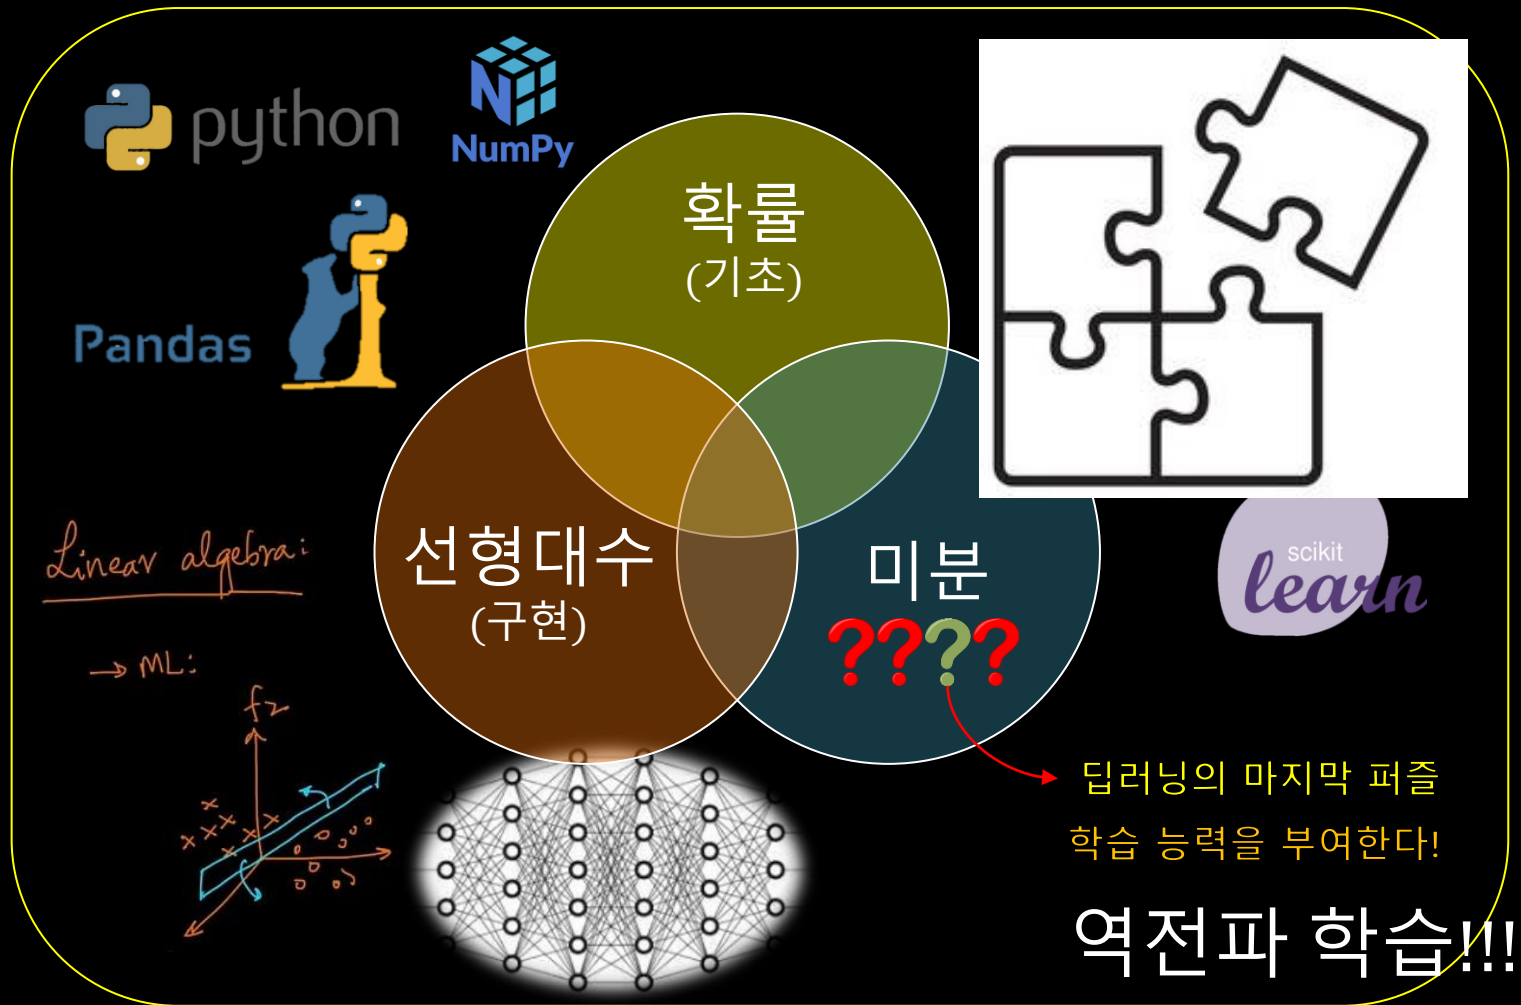 python
NumPy
Pandas
확률
(기초)
선형대수
(구현)
미분
????
scikit
learn
Linear algebra:
→ ML:
f2
딥러닝의 마지막 퍼즐
학습 능력을 부여한다!
역전파 학습!!!